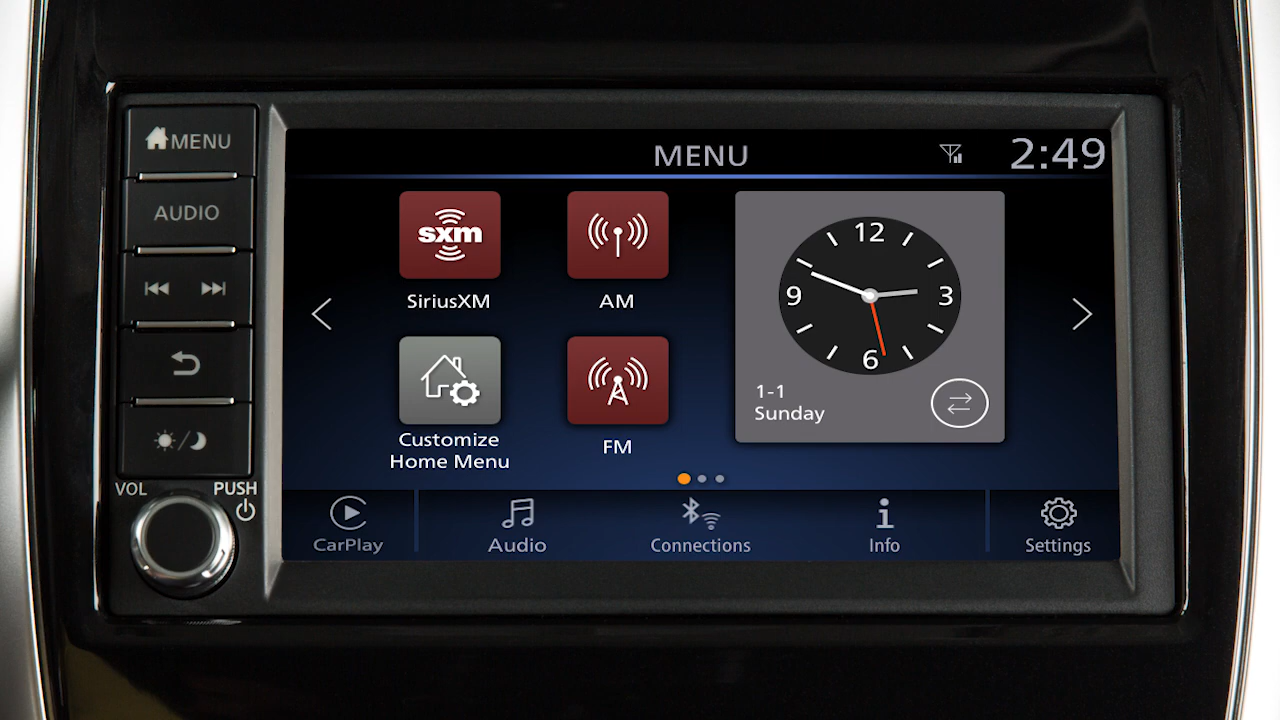 MENU
AUDIO
VOL
PUSH
MENU
2:49
sxm
SiriusXM
AM
Customize
Home Menu
FM
12
9
3
6
1-1
Sunday
CarPlay
Audio
Connections
Info
Settings